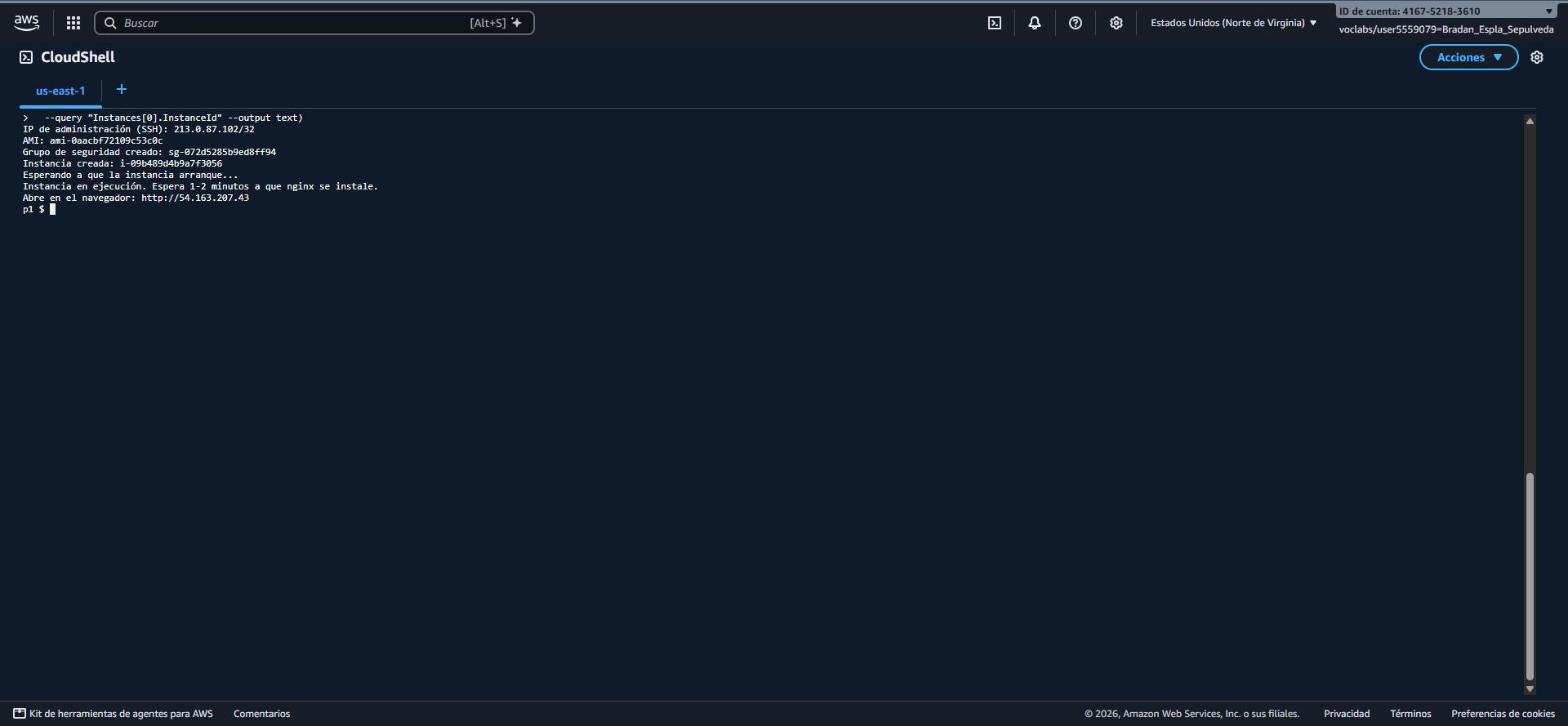 aws
Buscar
[Alt+S]
Estados Unidos (Norte de Virginia) ▼
ID de cuenta: 4167-5218-3610
voclabs/user5559079=Bradan_Espla_Sepulveda
CloudShell
Acciones ▼
us-east-1
+
>   --query "Instances[0].InstanceId" --output text)
IP de administración (SSH): 213.0.87.102/32
AMI: ami-0aacbf72109c53c0c
Grupo de seguridad creado: sg-072d5285b9ed8ff94
Instancia creada: i-09b489d4b9a7f3056
Esperando a que la instancia arranque...
Instancia en ejecución. Espera 1-2 minutos a que nginx se instale.
Abre en el navegador: http://54.163.207.43
p1 $
Kit de herramientas de agentes para AWS
Comentarios
© 2026, Amazon Web Services, Inc. o sus filiales.
Privacidad
Términos
Preferencias de cookies